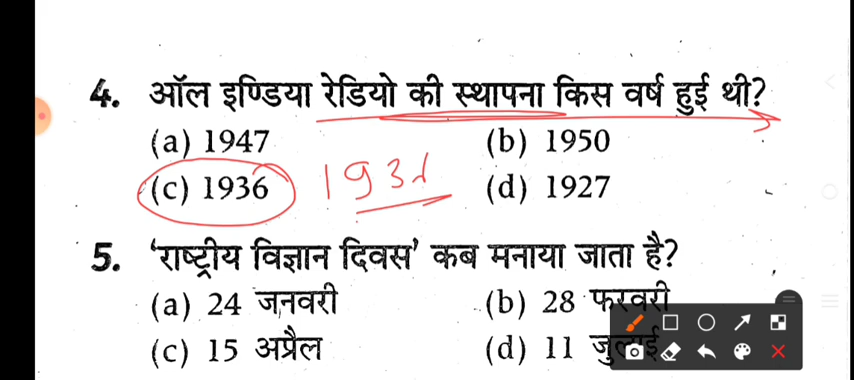 4. ऑल इण्डिया रेडियो की स्थापना किस वर्ष हुई थी?
(a) 1947 (b) 1950
(c) 1936 (d) 1927
5. 'राष्ट्रीय विज्ञान दिवस' कब मनाया जाता है?
(a) 24 जनवरी (b) 28 फरवरी
(c) 15 अप्रैल (d) 11 जुलाई